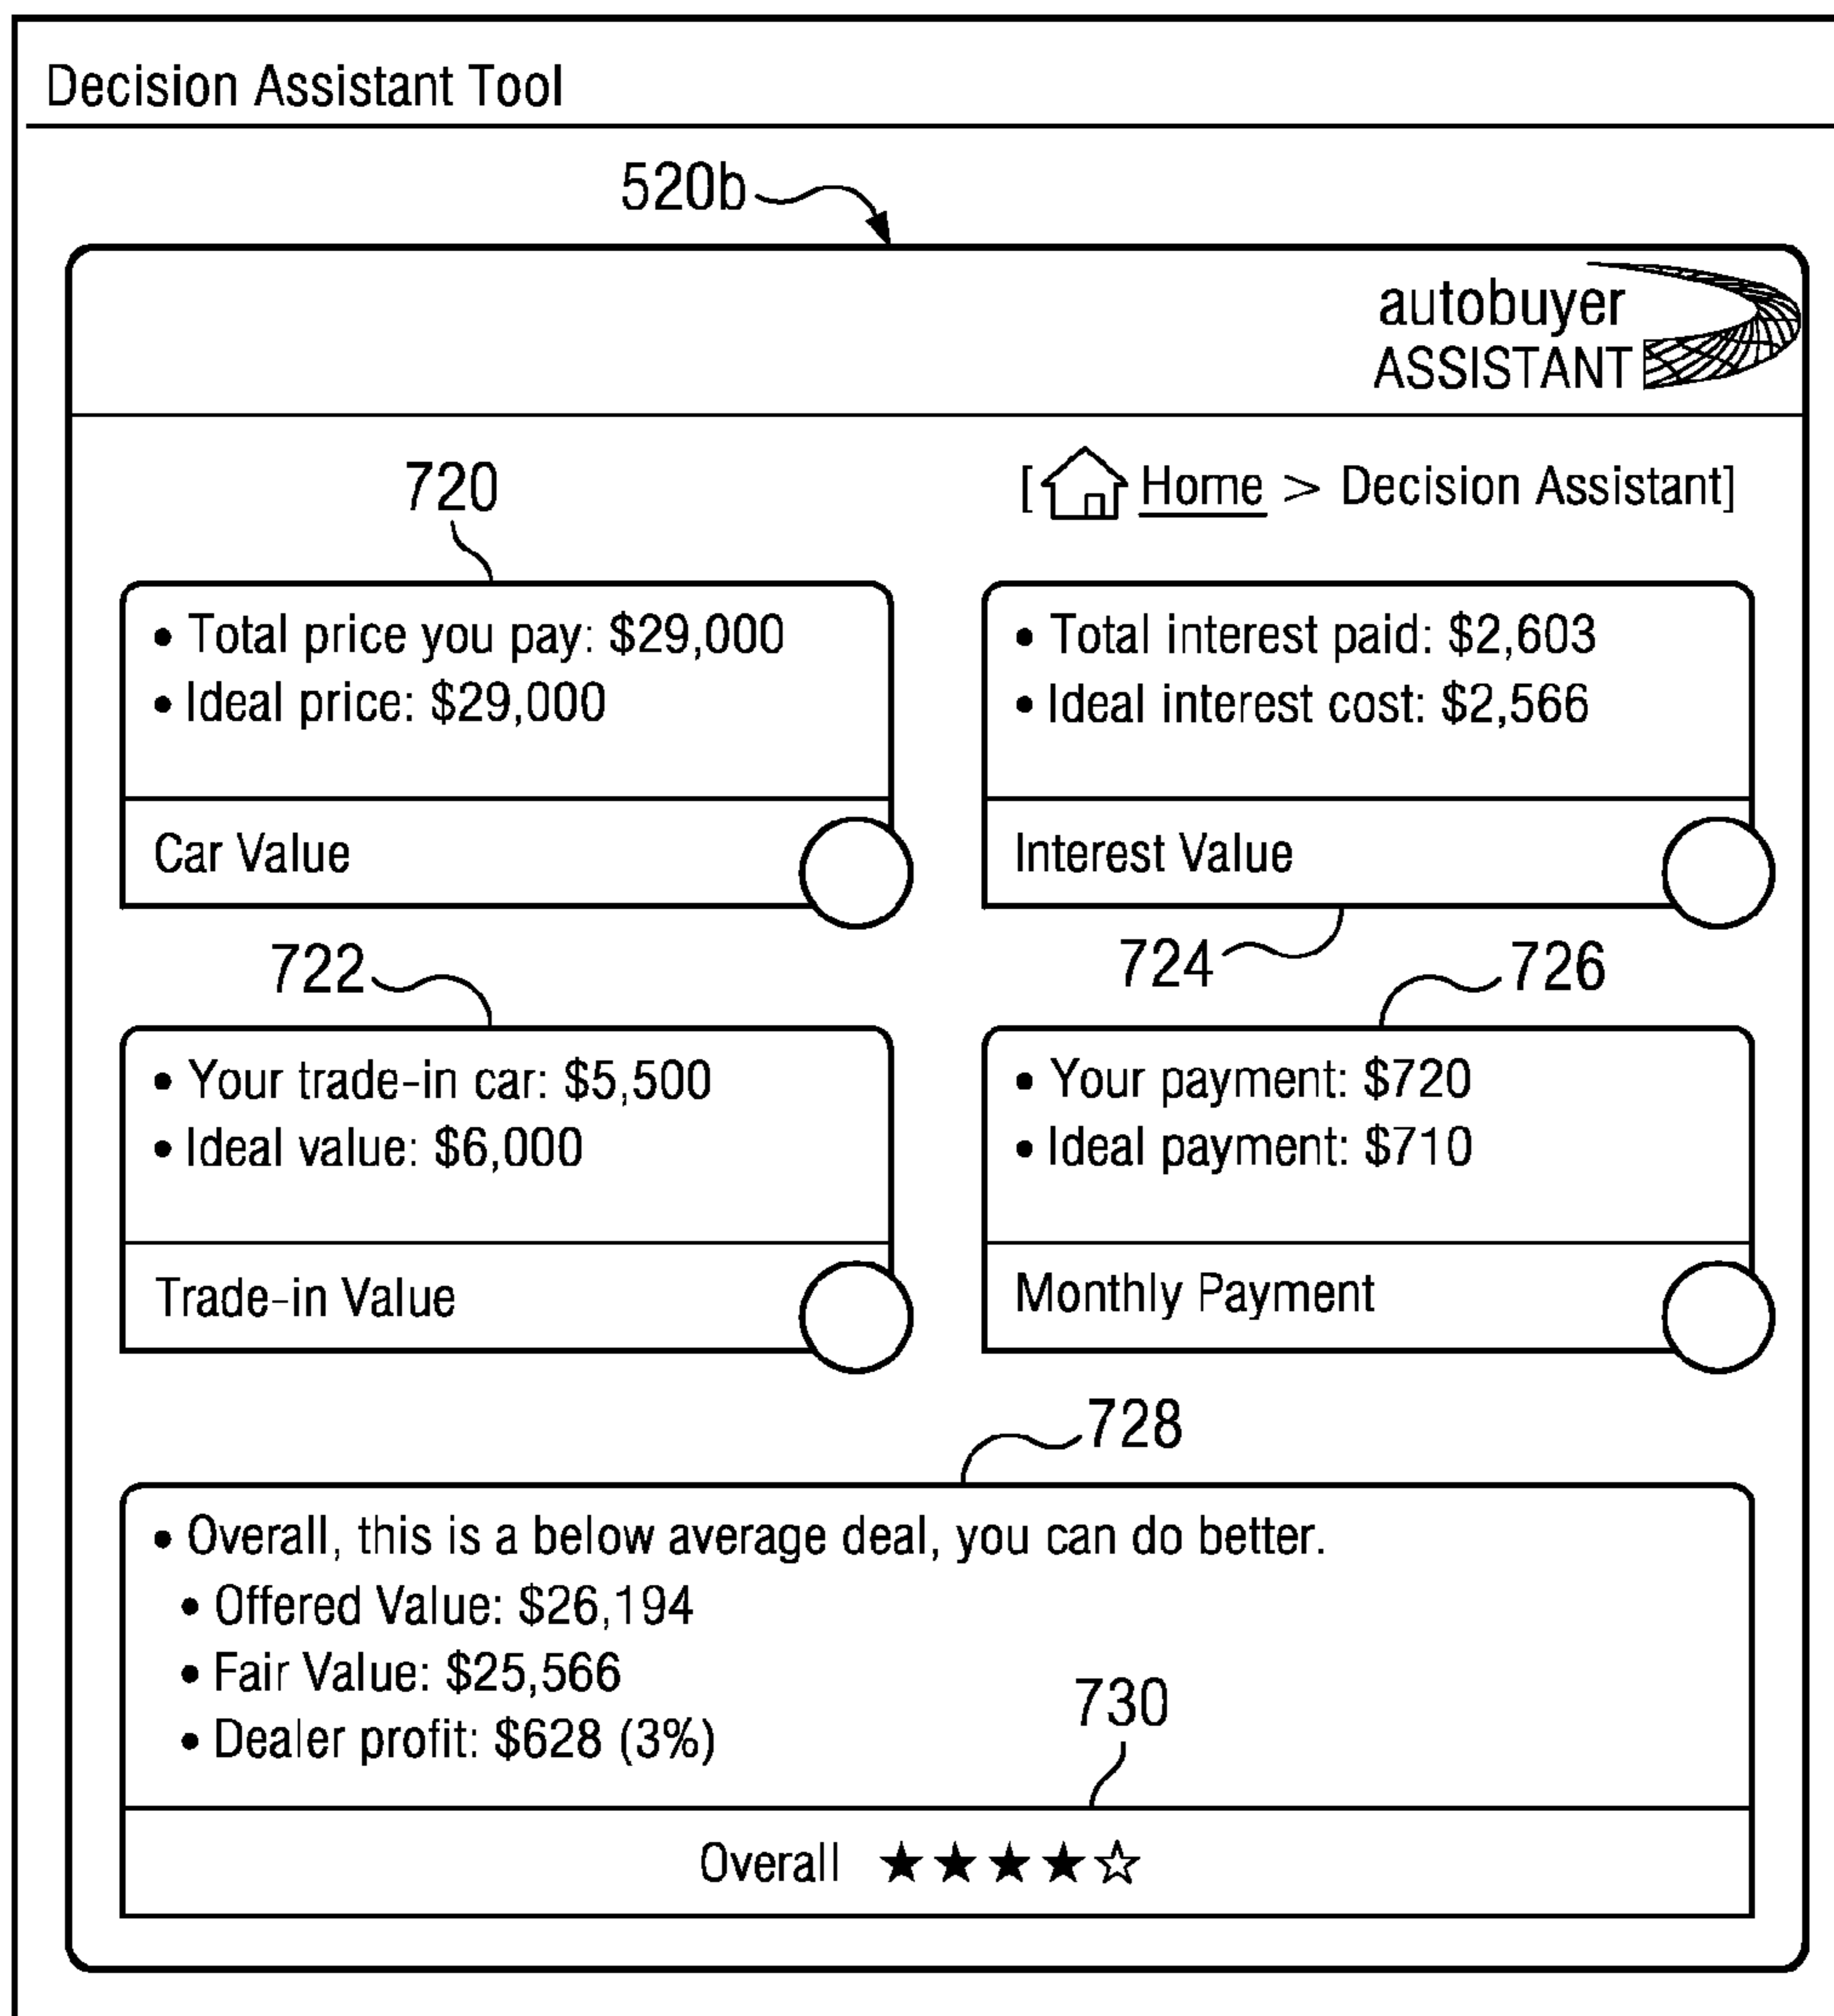 Decision Assistant Tool
520b
autobuyer
ASSISTANT
[Home > Decision Assistant]
720
• Total price you pay: $29,000
• Ideal price: $29,000
Car Value
• Total interest paid: $2,603
• Ideal interest cost: $2,566
Interest Value
722
724
726
• Your trade-in car: $5,500
• Ideal value: $6,000
Trade-in Value
• Your payment: $720
• Ideal payment: $710
Monthly Payment
728
• Overall, this is a below average deal, you can do better.
• Offered Value: $26,194
• Fair Value: $25,566
• Dealer profit: $628 (3%)
730
Overall ★★★★☆